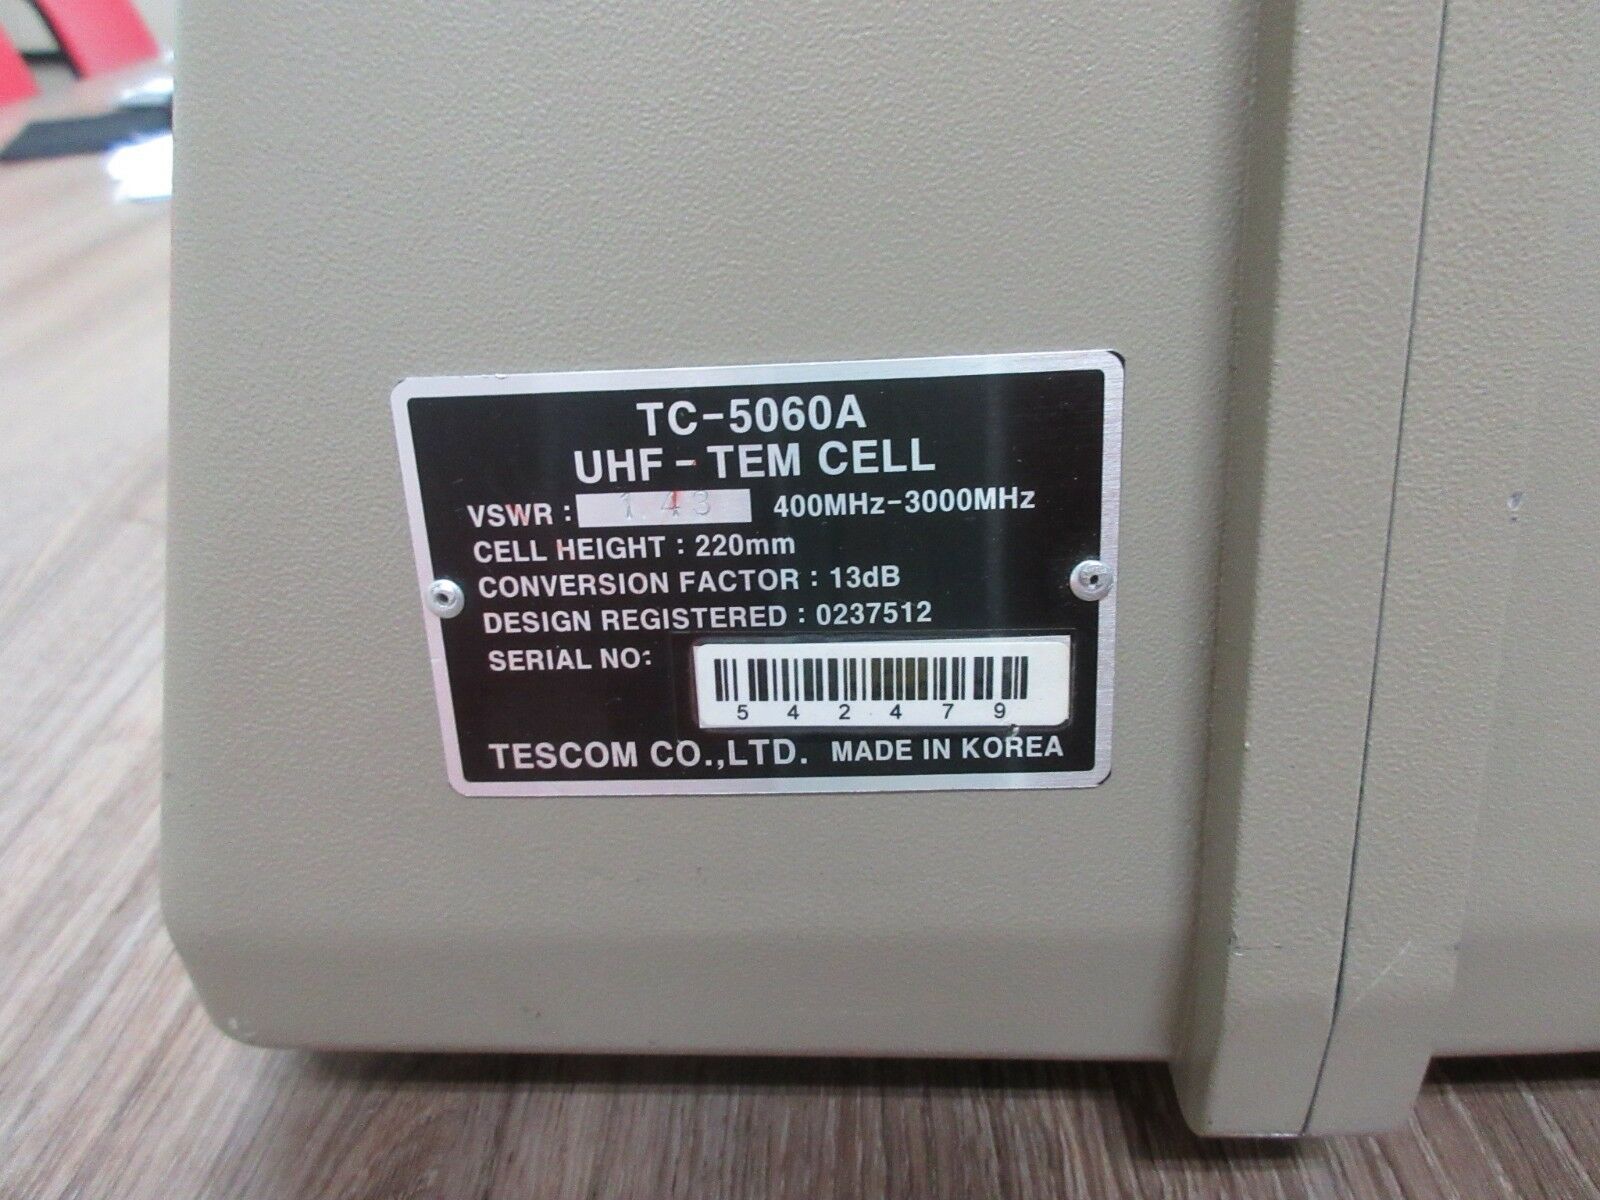 TC-5060A
UHF - TEM CELL
VSWR : 1.43 400MHz-3000MHz
CELL HEIGHT : 220mm
CONVERSION FACTOR : 13dB
DESIGN REGISTERED : 0237512
SERIAL NO:
5 4 2 4 7 9
TESCOM CO.,LTD. MADE IN KOREA